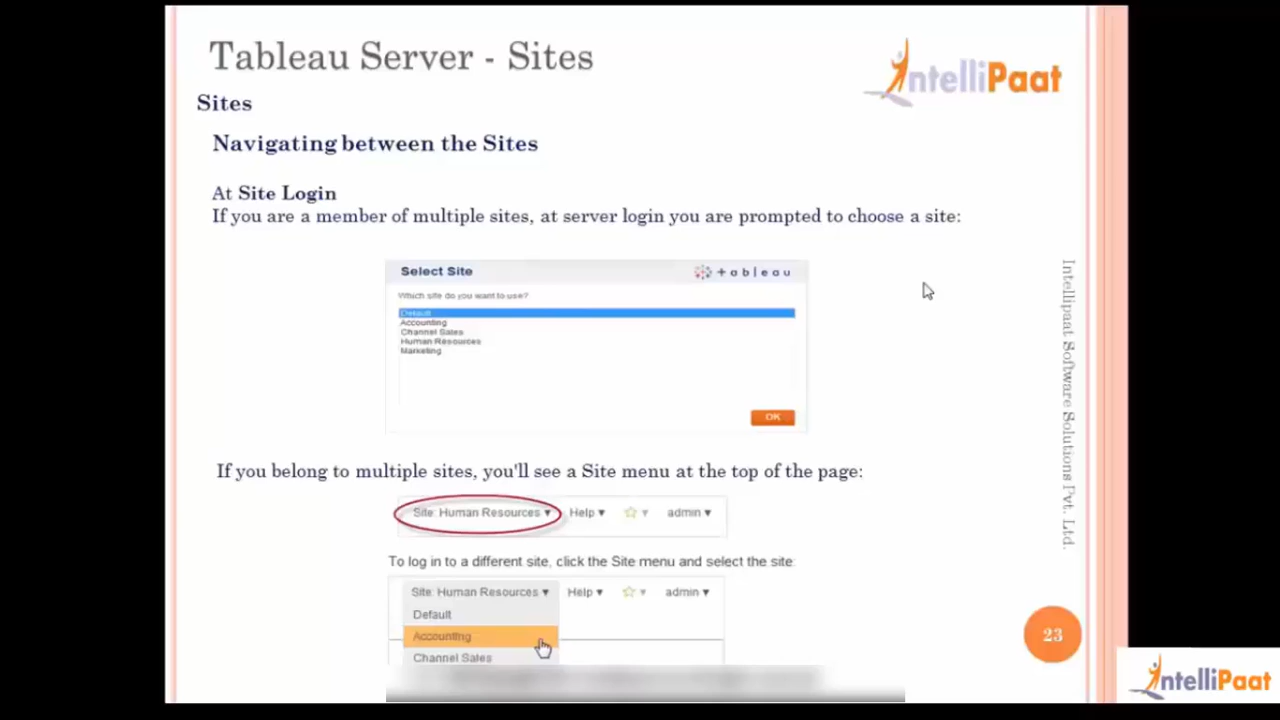 Tableau Server - Sites
IntelliPaat
Sites
Navigating between the Sites
At Site Login
If you are a member of multiple sites, at server login you are prompted to choose a site:
Select Site
+ableau
Which site do you want to use?
Default
Accounting
Channel Sales
Human Resources
Marketing
OK
Intellipaat Software Solutions Pvt. Ltd.
If you belong to multiple sites, you'll see a Site menu at the top of the page:
Site: Human Resources ▾ Help ▾ admin ▾
To log in to a different site, click the Site menu and select the site:
Site: Human Resources ▾ Help ▾ admin ▾
Default
Accounting
Channel Sales
23
IntelliPaat